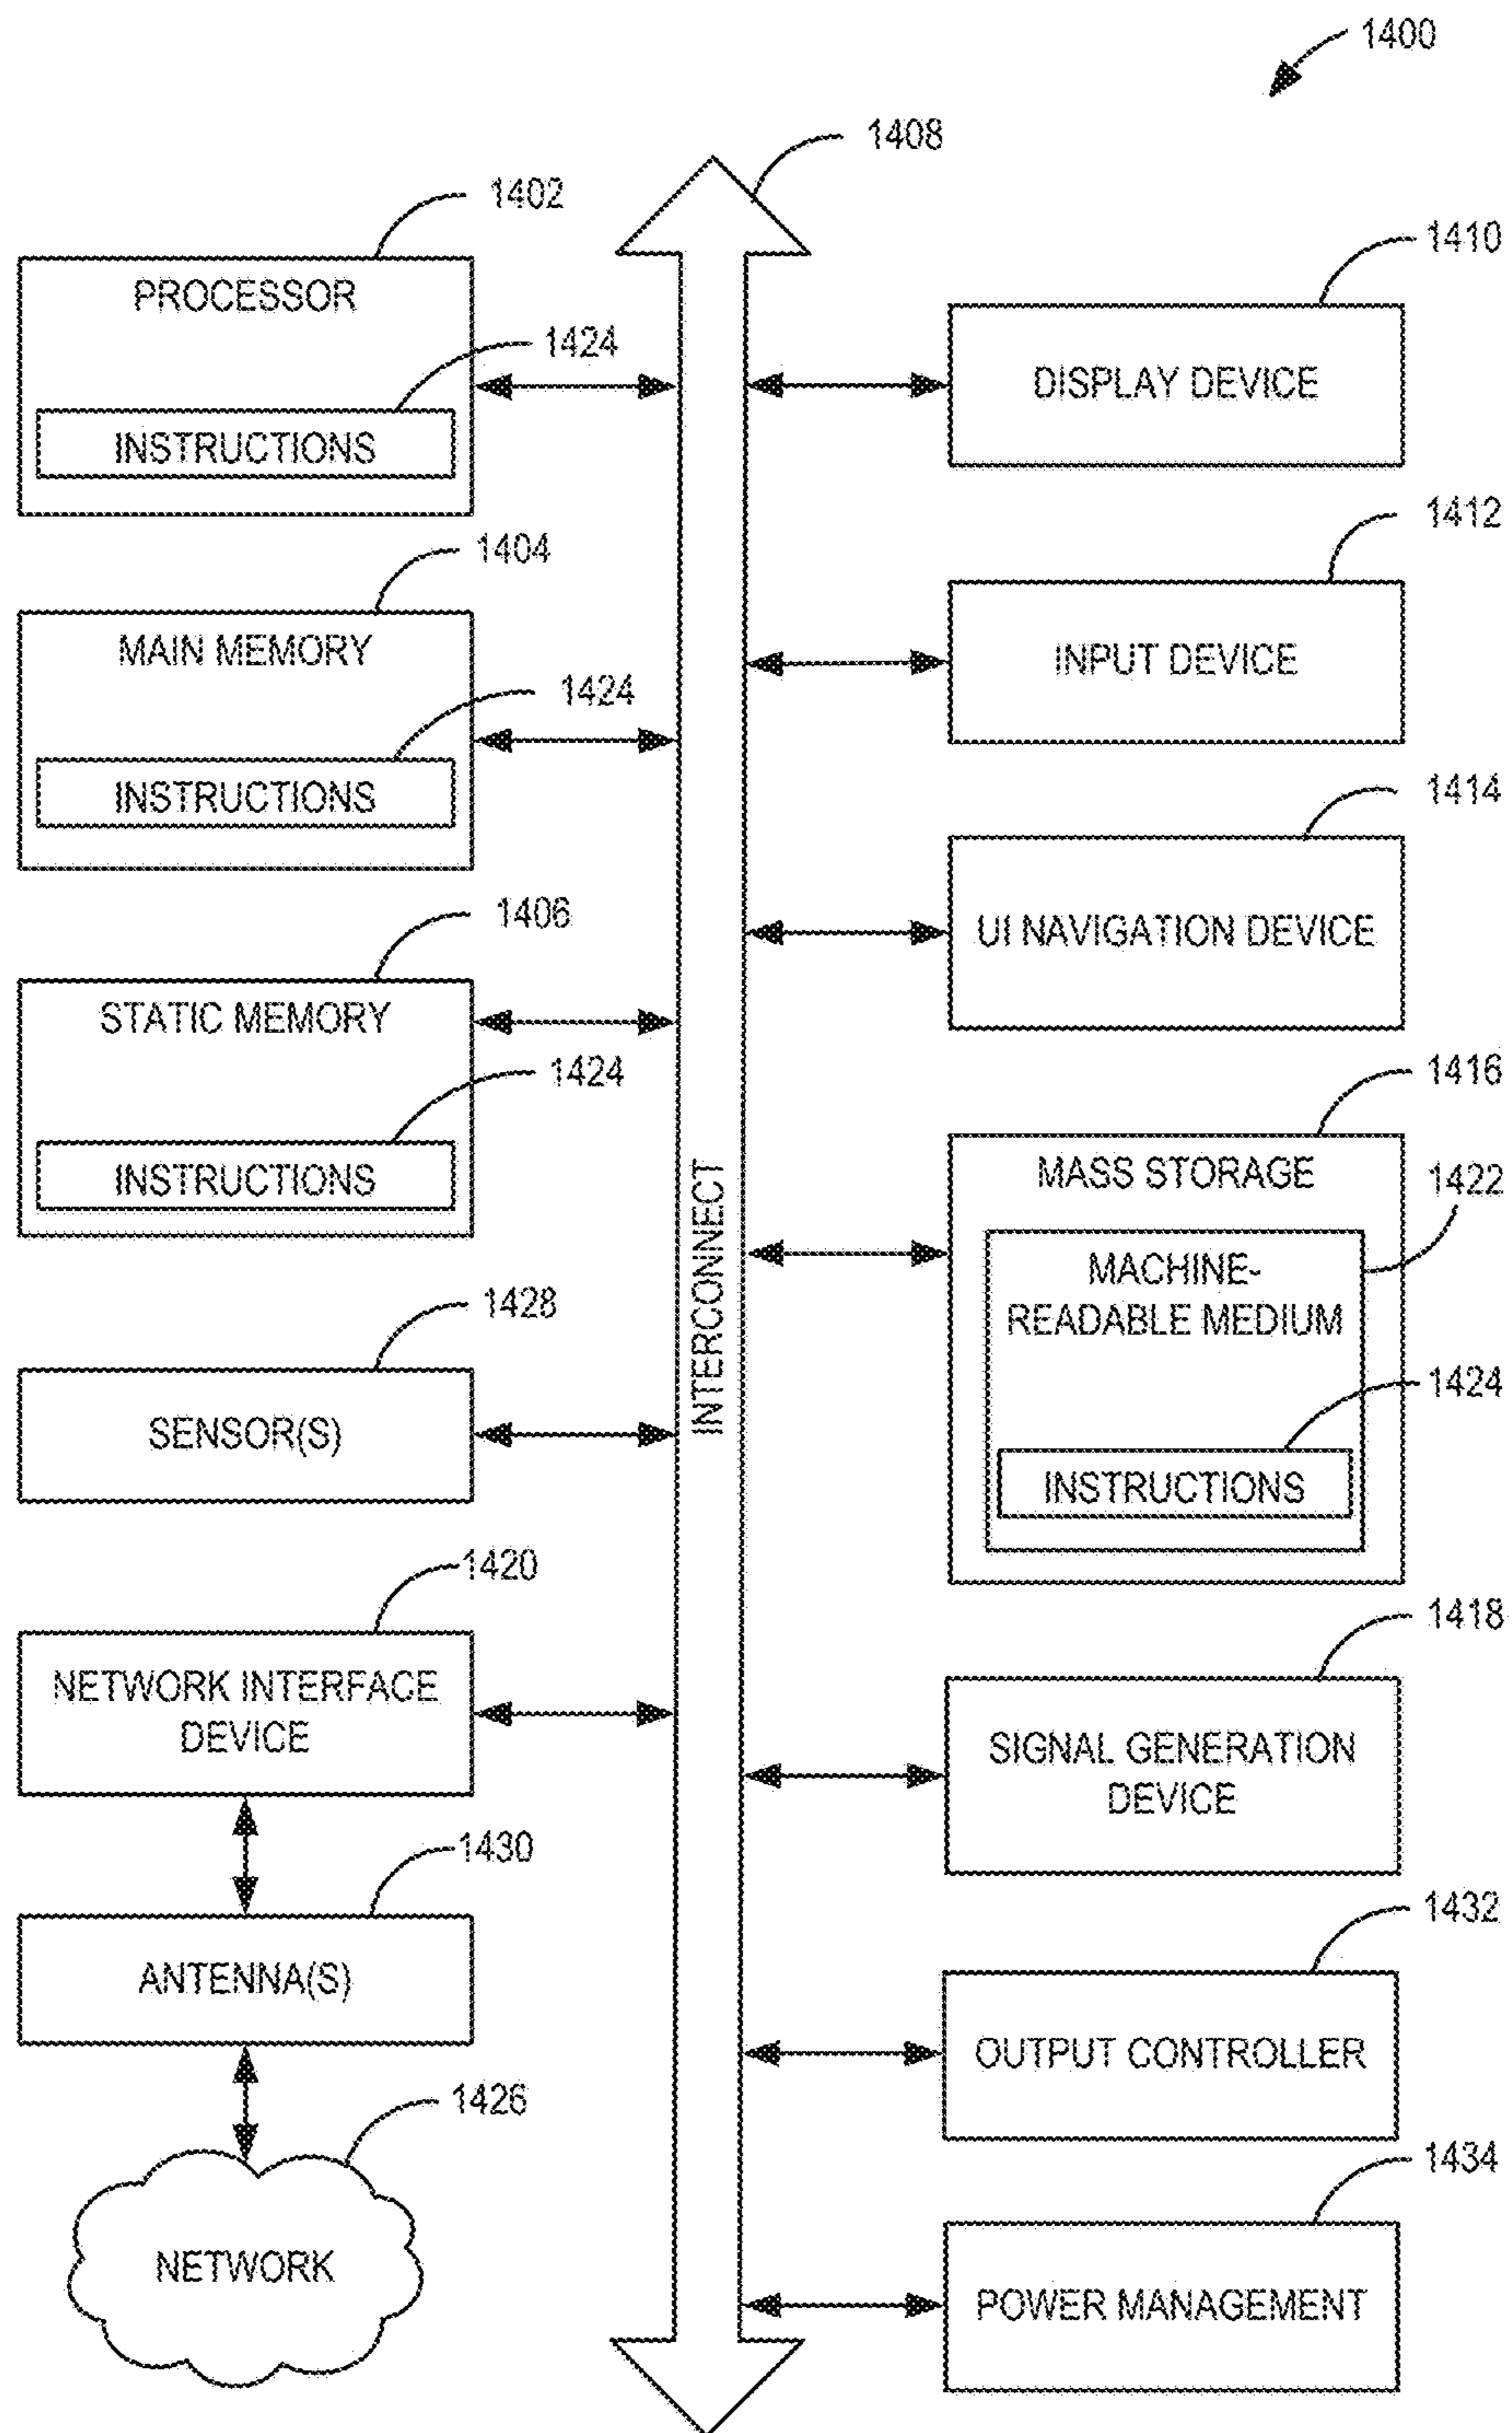 1400
1408
1402
PROCESSOR
1424
INSTRUCTIONS
1404
MAIN MEMORY
1424
INSTRUCTIONS
1406
STATIC MEMORY
1424
INSTRUCTIONS
1428
SENSOR(S)
1420
NETWORK INTERFACE
DEVICE
1430
ANTENNA(S)
1426
NETWORK
INTERCONNECT
1410
DISPLAY DEVICE
1412
INPUT DEVICE
1414
UI NAVIGATION DEVICE
1416
MASS STORAGE
1422
MACHINE-
READABLE MEDIUM
1424
INSTRUCTIONS
1418
SIGNAL GENERATION
DEVICE
1432
OUTPUT CONTROLLER
1434
POWER MANAGEMENT